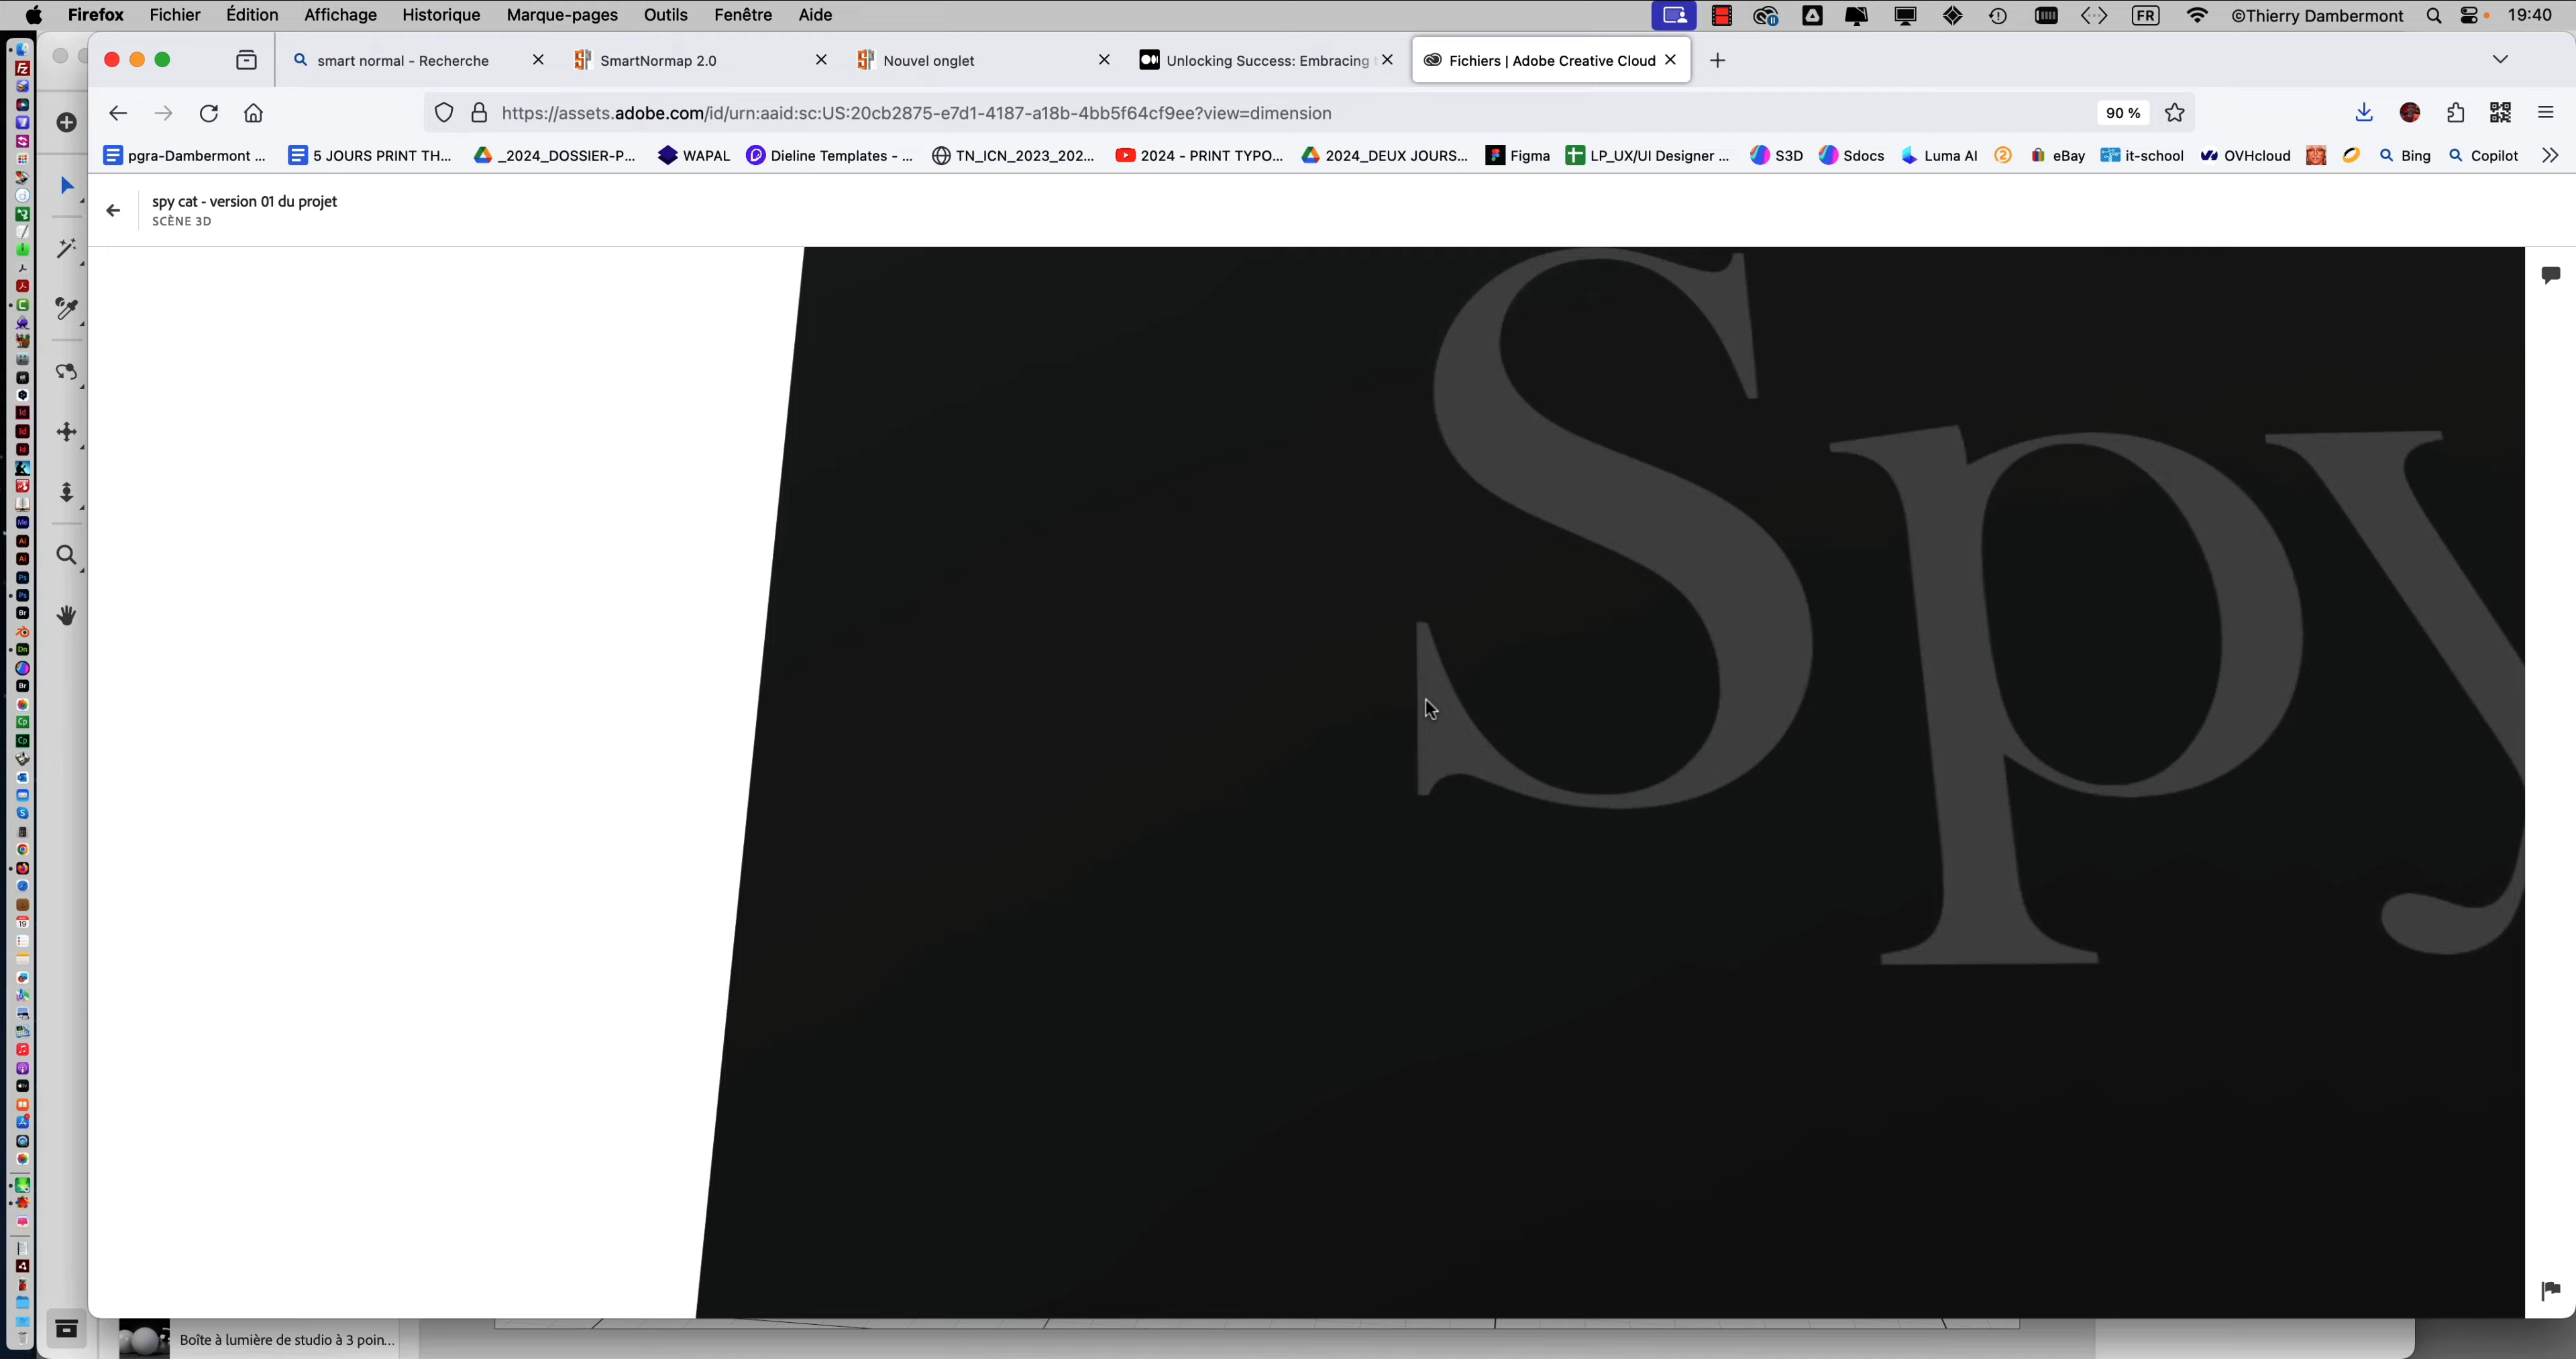 Firefox Fichier Édition Affichage Historique Marque-pages Outils Fenêtre Aide FR ©Thierry Dambermont 19:40
smart normal - Recherche SmartNormap 2.0 Nouvel onglet Unlocking Success: Embracing Fichiers | Adobe Creative Cloud
https://assets.adobe.com/id/urn:aaid:sc:US:20cb2875-e7d1-4187-a18b-4bb5f64cf9ee?view=dimension 90 %
pgra-Dambermont ... 5 JOURS PRINT TH... _2024_DOSSIER-P... WAPAL Dieline Templates - ... TN_ICN_2023_202... 2024 - PRINT TYPO... 2024_DEUX JOURS... Figma LP_UX/UI Designer ... S3D Sdocs Luma AI eBay it-school OVHcloud Bing Copilot
spy cat - version 01 du projet
SCÈNE 3D
Spy
Boîte à lumière de studio à 3 poin...